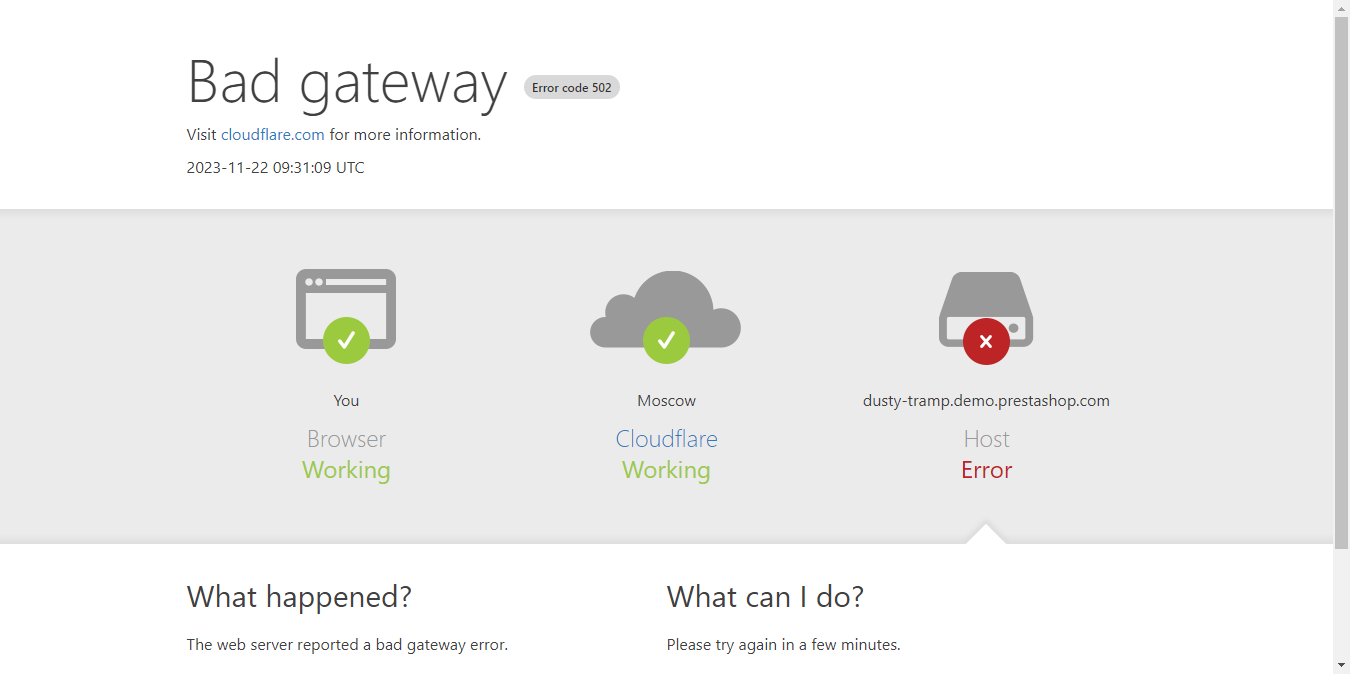 Bad gateway Error code 502
Visit cloudflare.com for more information.
2023-11-22 09:31:09 UTC
You
Browser
Working
Moscow
Cloudflare
Working
dusty-tramp.demo.prestashop.com
Host
Error
What happened?
The web server reported a bad gateway error.
What can I do?
Please try again in a few minutes.